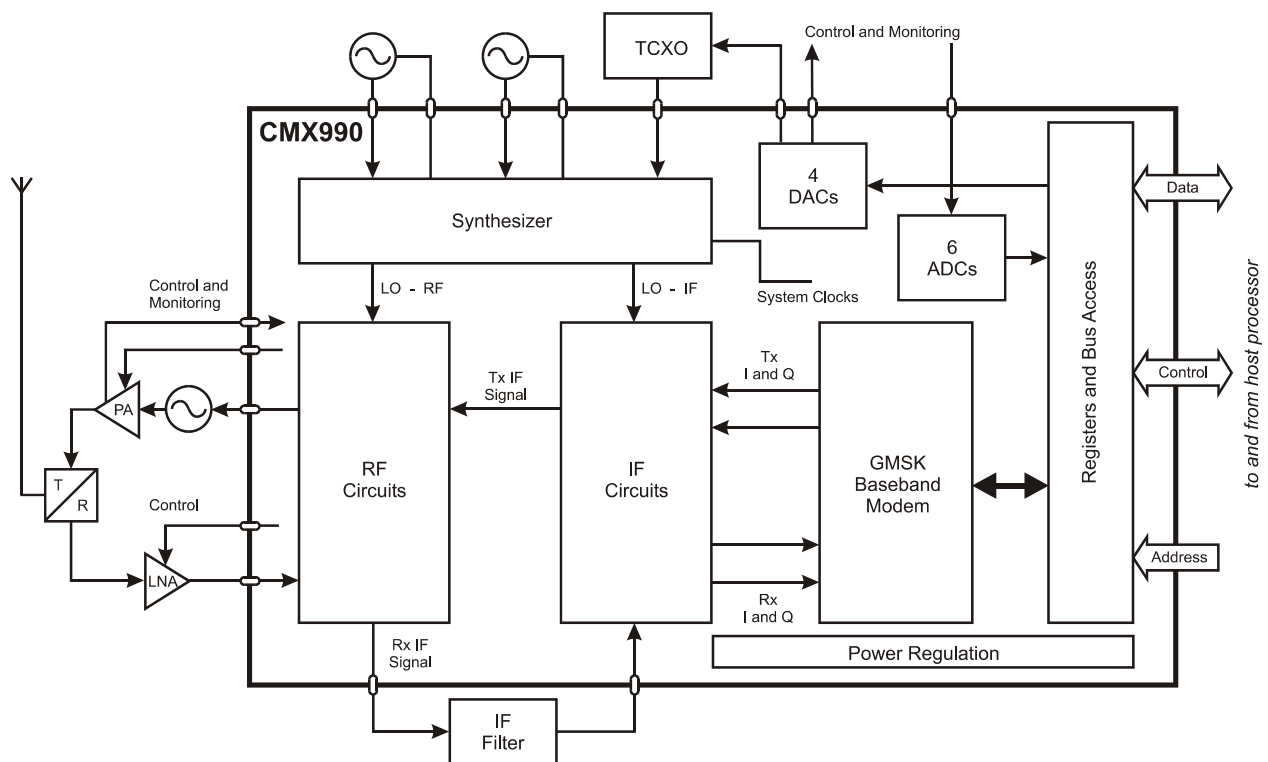 TCXO
Control and Monitoring
CMX990
4
DACs
Data
Synthesizer
6
ADCs
Control and
Monitoring
LO - RF
LO - IF
System Clocks
Registers and Bus Access
to and from host processor
Tx
I and Q
Control
Tx IF
Signal
PA
RF
Circuits
IF
Circuits
GMSK
Baseband
Modem
T
R
Control
LNA
Address
Rx
I and Q
Rx IF
Signal
Power Regulation
IF
Filter